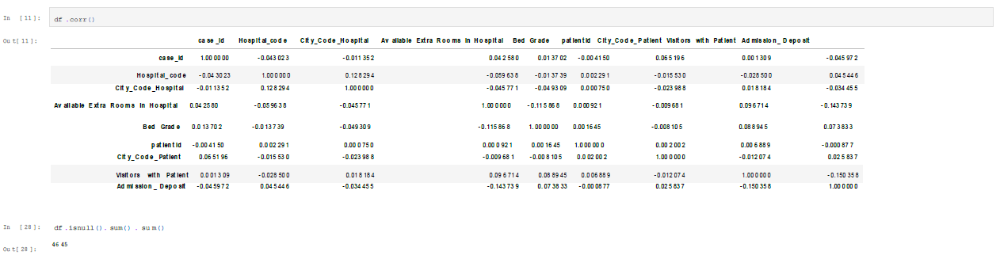 In [11]: df.corr()
Out[11]:
case_id Hospital_code City_Code_Hospital Available Extra Rooms in Hospital Bed Grade patientid City_Code_Patient Visitors with Patient Admission_Deposit
case_id 1.000000 -0.043023 -0.011352 0.042580 0.013702 -0.004150 0.065196 0.001309 -0.045972
Hospital_code -0.043023 1.000000 0.128294 -0.059638 -0.013739 0.002291 -0.015530 -0.028500 0.045446
City_Code_Hospital -0.011352 0.128294 1.000000 -0.045771 -0.049309 0.000750 -0.023988 0.018184 -0.034455
Available Extra Rooms in Hospital 0.042580 -0.059638 -0.045771 1.000000 -0.115868 0.000921 -0.009681 0.096714 -0.143739
Bed Grade 0.013702 -0.013739 -0.049309 -0.115868 1.000000 0.001645 -0.008105 0.088945 0.073833
patientid -0.004150 0.002291 0.000750 0.000921 0.001645 1.000000 0.002002 0.006889 -0.000877
City_Code_Patient 0.065196 -0.015530 -0.023988 -0.009681 -0.008105 0.002002 1.000000 -0.012074 0.025837
Visitors with Patient 0.001309 -0.028500 0.018184 0.096714 0.088945 0.006889 -0.012074 1.000000 -0.150358
Admission_Deposit -0.045972 0.045446 -0.034455 -0.143739 0.073833 -0.000877 0.025837 -0.150358 1.000000
In [28]: df.isnull().sum().sum()
Out[28]: 4645